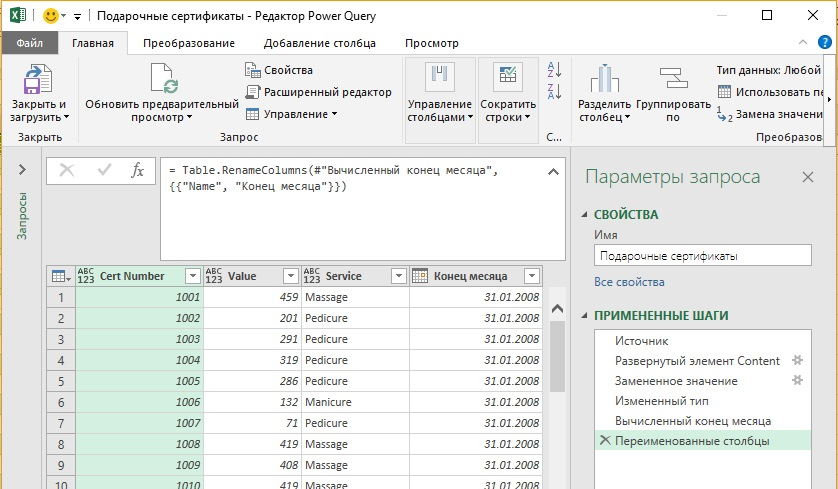 Подарочные сертификаты - Редактор Power Query
Файл Главная Преобразование Добавление столбца Просмотр
Закрыть и загрузить
Закрыть
Обновить предварительный просмотр
Свойства
Расширенный редактор
Управление
Запрос
Управление столбцами
Сократить строки
С...
Разделить столбец
Группировать по
Тип данных: Любой
Использовать пе
Замена значени
Преобразо
Запросы
= Table.RenameColumns(#"Вычисленный конец месяца",
{{"Name", "Конец месяца"}})
ABC 123 Cert Number ABC 123 Value ABC 123 Service Конец месяца
1 1001 459 Massage 31.01.2008
2 1002 201 Pedicure 31.01.2008
3 1003 291 Pedicure 31.01.2008
4 1004 319 Pedicure 31.01.2008
5 1005 286 Pedicure 31.01.2008
6 1006 132 Manicure 31.01.2008
7 1007 71 Pedicure 31.01.2008
8 1008 419 Massage 31.01.2008
9 1009 408 Massage 31.01.2008
10 1010 419 Massage 31.01.2008
Параметры запроса
СВОЙСТВА
Имя
Подарочные сертификаты
Все свойства
ПРИМЕНЕННЫЕ ШАГИ
Источник
Развернутый элемент Content
Замененное значение
Измененный тип
Вычисленный конец месяца
Переименованные столбцы